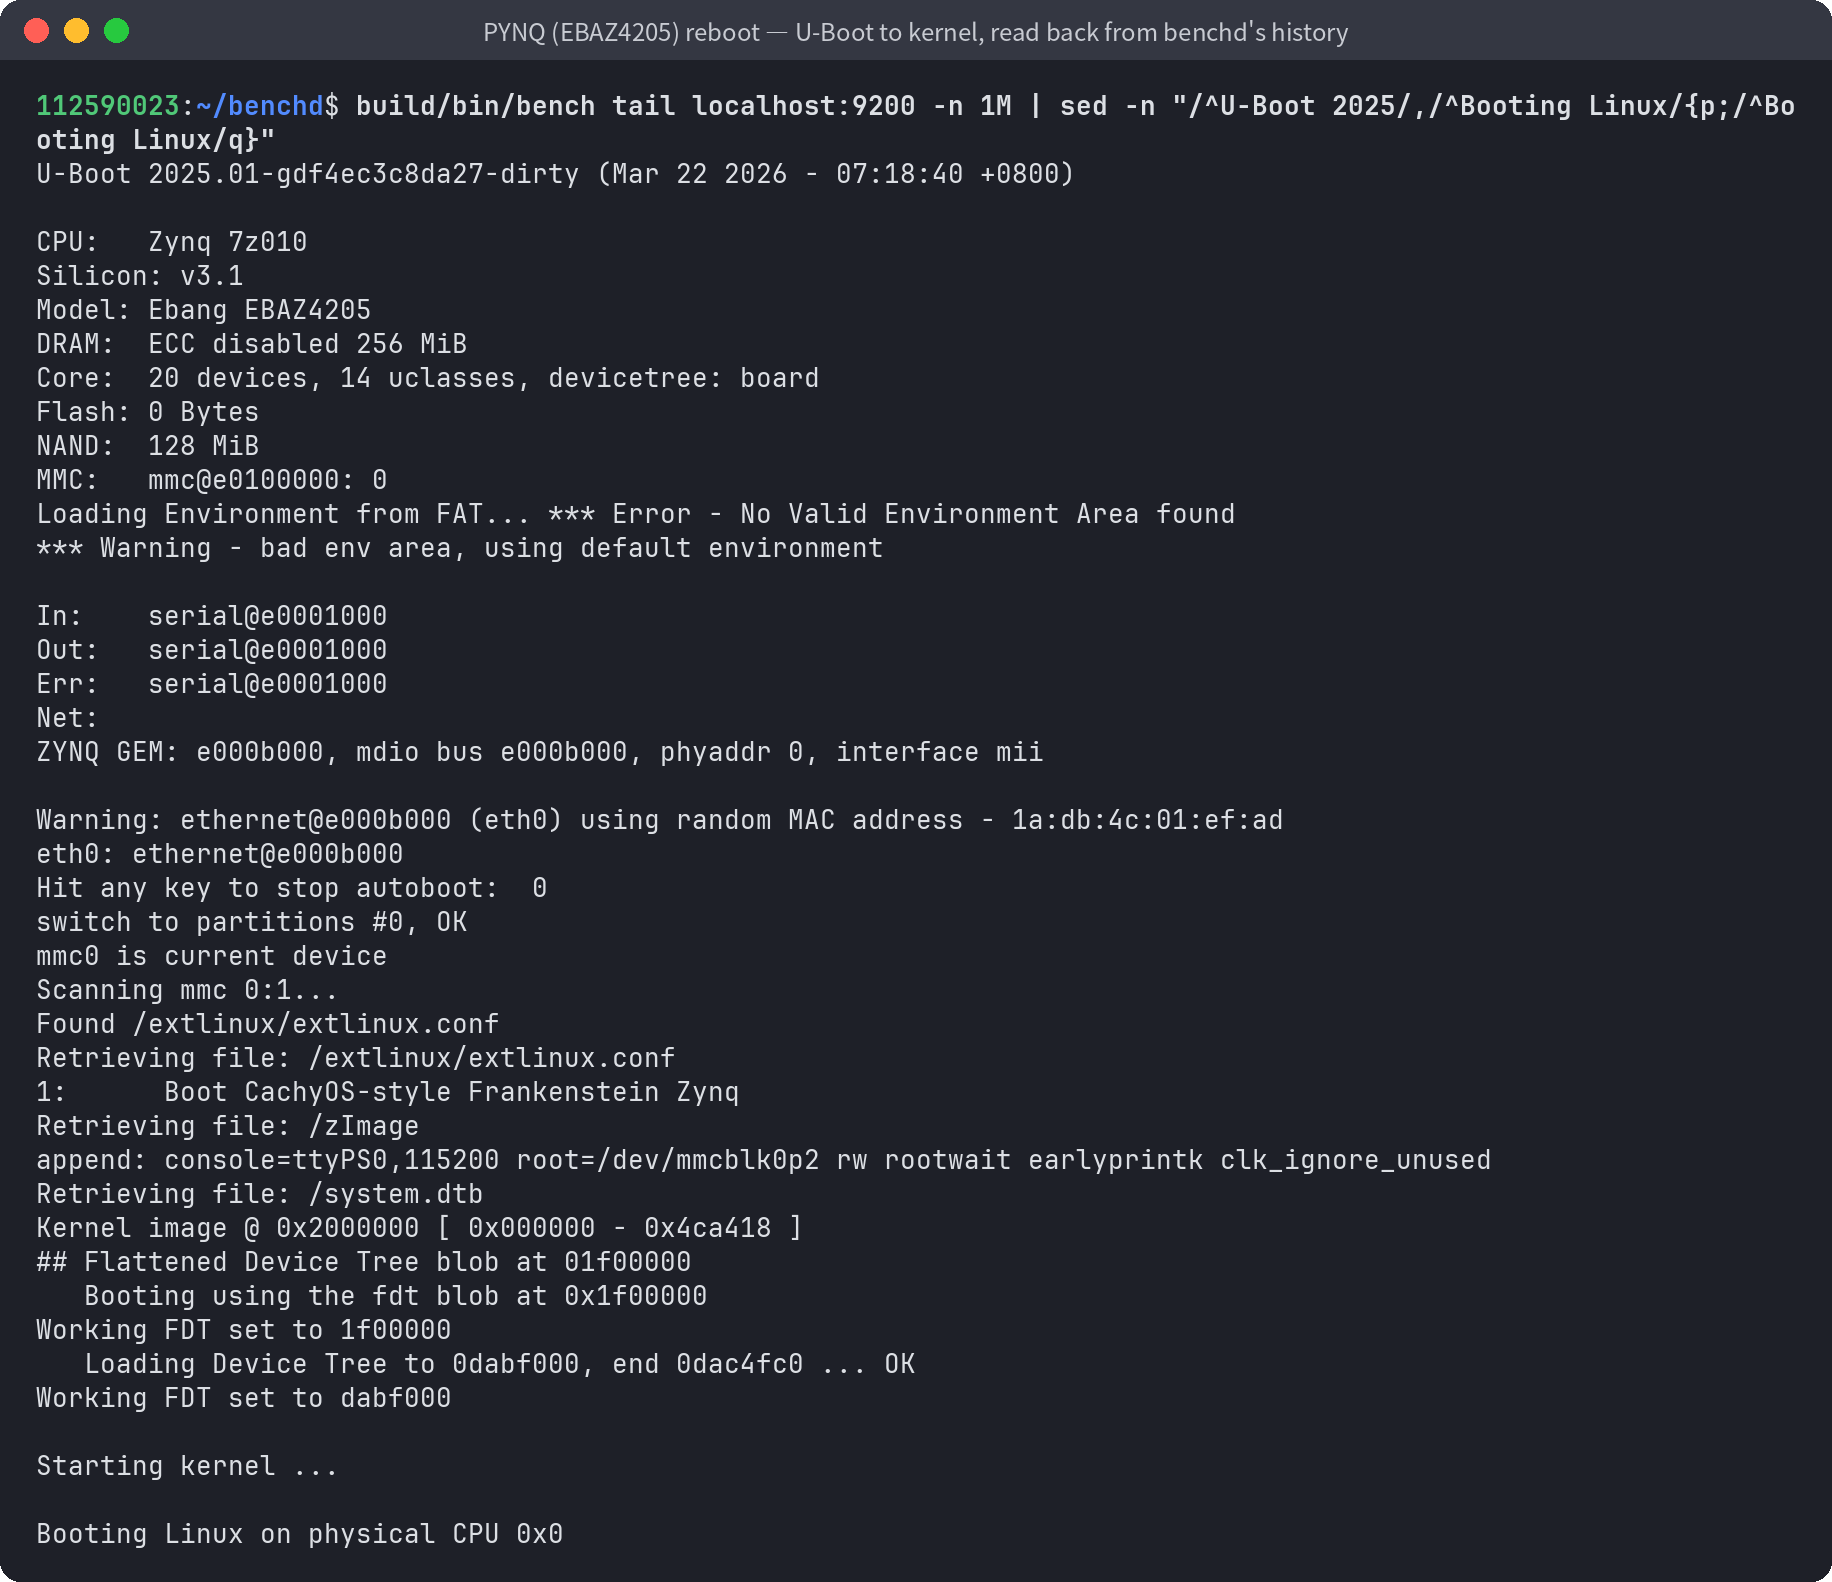 PYNQ (EBAZ4205) reboot — U-Boot to kernel, read back from benchd's history
112590023:~/benchd$ build/bin/bench tail localhost:9200 -n 1M | sed -n "/^U-Boot 2025/,/^Booting Linux/{p;/^Bo
oting Linux/q}"
U-Boot 2025.01-gdf4ec3c8da27-dirty (Mar 22 2026 - 07:18:40 +0800)
CPU:   Zynq 7z010
Silicon: v3.1
Model: Ebang EBAZ4205
DRAM:  ECC disabled 256 MiB
Core:  20 devices, 14 uclasses, devicetree: board
Flash: 0 Bytes
NAND:  128 MiB
MMC:   mmc@e0100000: 0
Loading Environment from FAT... *** Error - No Valid Environment Area found
*** Warning - bad env area, using default environment
In:    serial@e0001000
Out:   serial@e0001000
Err:   serial@e0001000
Net:
ZYNQ GEM: e000b000, mdio bus e000b000, phyaddr 0, interface mii
Warning: ethernet@e000b000 (eth0) using random MAC address - 1a:db:4c:01:ef:ad
eth0: ethernet@e000b000
Hit any key to stop autoboot:  0
switch to partitions #0, OK
mmc0 is current device
Scanning mmc 0:1...
Found /extlinux/extlinux.conf
Retrieving file: /extlinux/extlinux.conf
1:      Boot CachyOS-style Frankenstein Zynq
Retrieving file: /zImage
append: console=ttyPS0,115200 root=/dev/mmcblk0p2 rw rootwait earlyprintk clk_ignore_unused
Retrieving file: /system.dtb
Kernel image @ 0x2000000 [ 0x000000 - 0x4ca418 ]
## Flattened Device Tree blob at 01f00000
   Booting using the fdt blob at 0x1f00000
Working FDT set to 1f00000
   Loading Device Tree to 0dabf000, end 0dac4fc0 ... OK
Working FDT set to dabf000
Starting kernel ...
Booting Linux on physical CPU 0x0